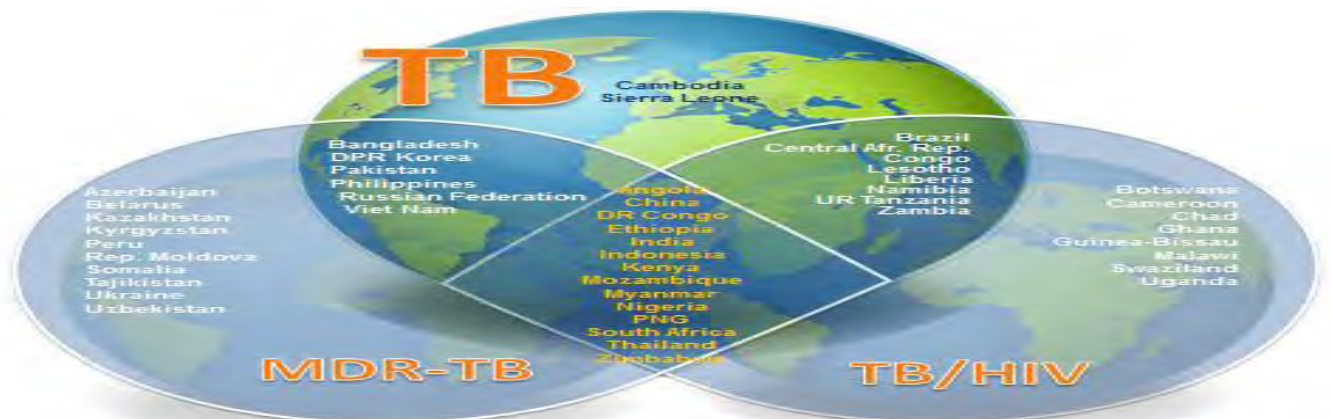 TB
Cambodia
Sierra Leone
Bangladesh
DPR Korea
Pakistan
Philippines
Russian Federation
Viet Nam
Brazil
Central Afr. Rep.
Congo
Lesotho
Liberia
Namibia
UR Tanzania
Zambia
Azerbaijan
Belarus
Kazakhstan
Kyrgyzstan
Peru
Rep. Moldova
Somalia
Tajikistan
Ukraine
Uzbekistan
Angola
China
DR Congo
Ethiopia
India
Indonesia
Kenya
Mozambique
Myanmar
Nigeria
PNG
South Africa
Thailand
Zimbabwe
Botswana
Cameroon
Chad
Ghana
Guinea-Bissau
Malawi
Swaziland
Uganda
MDR-TB
TB/HIV